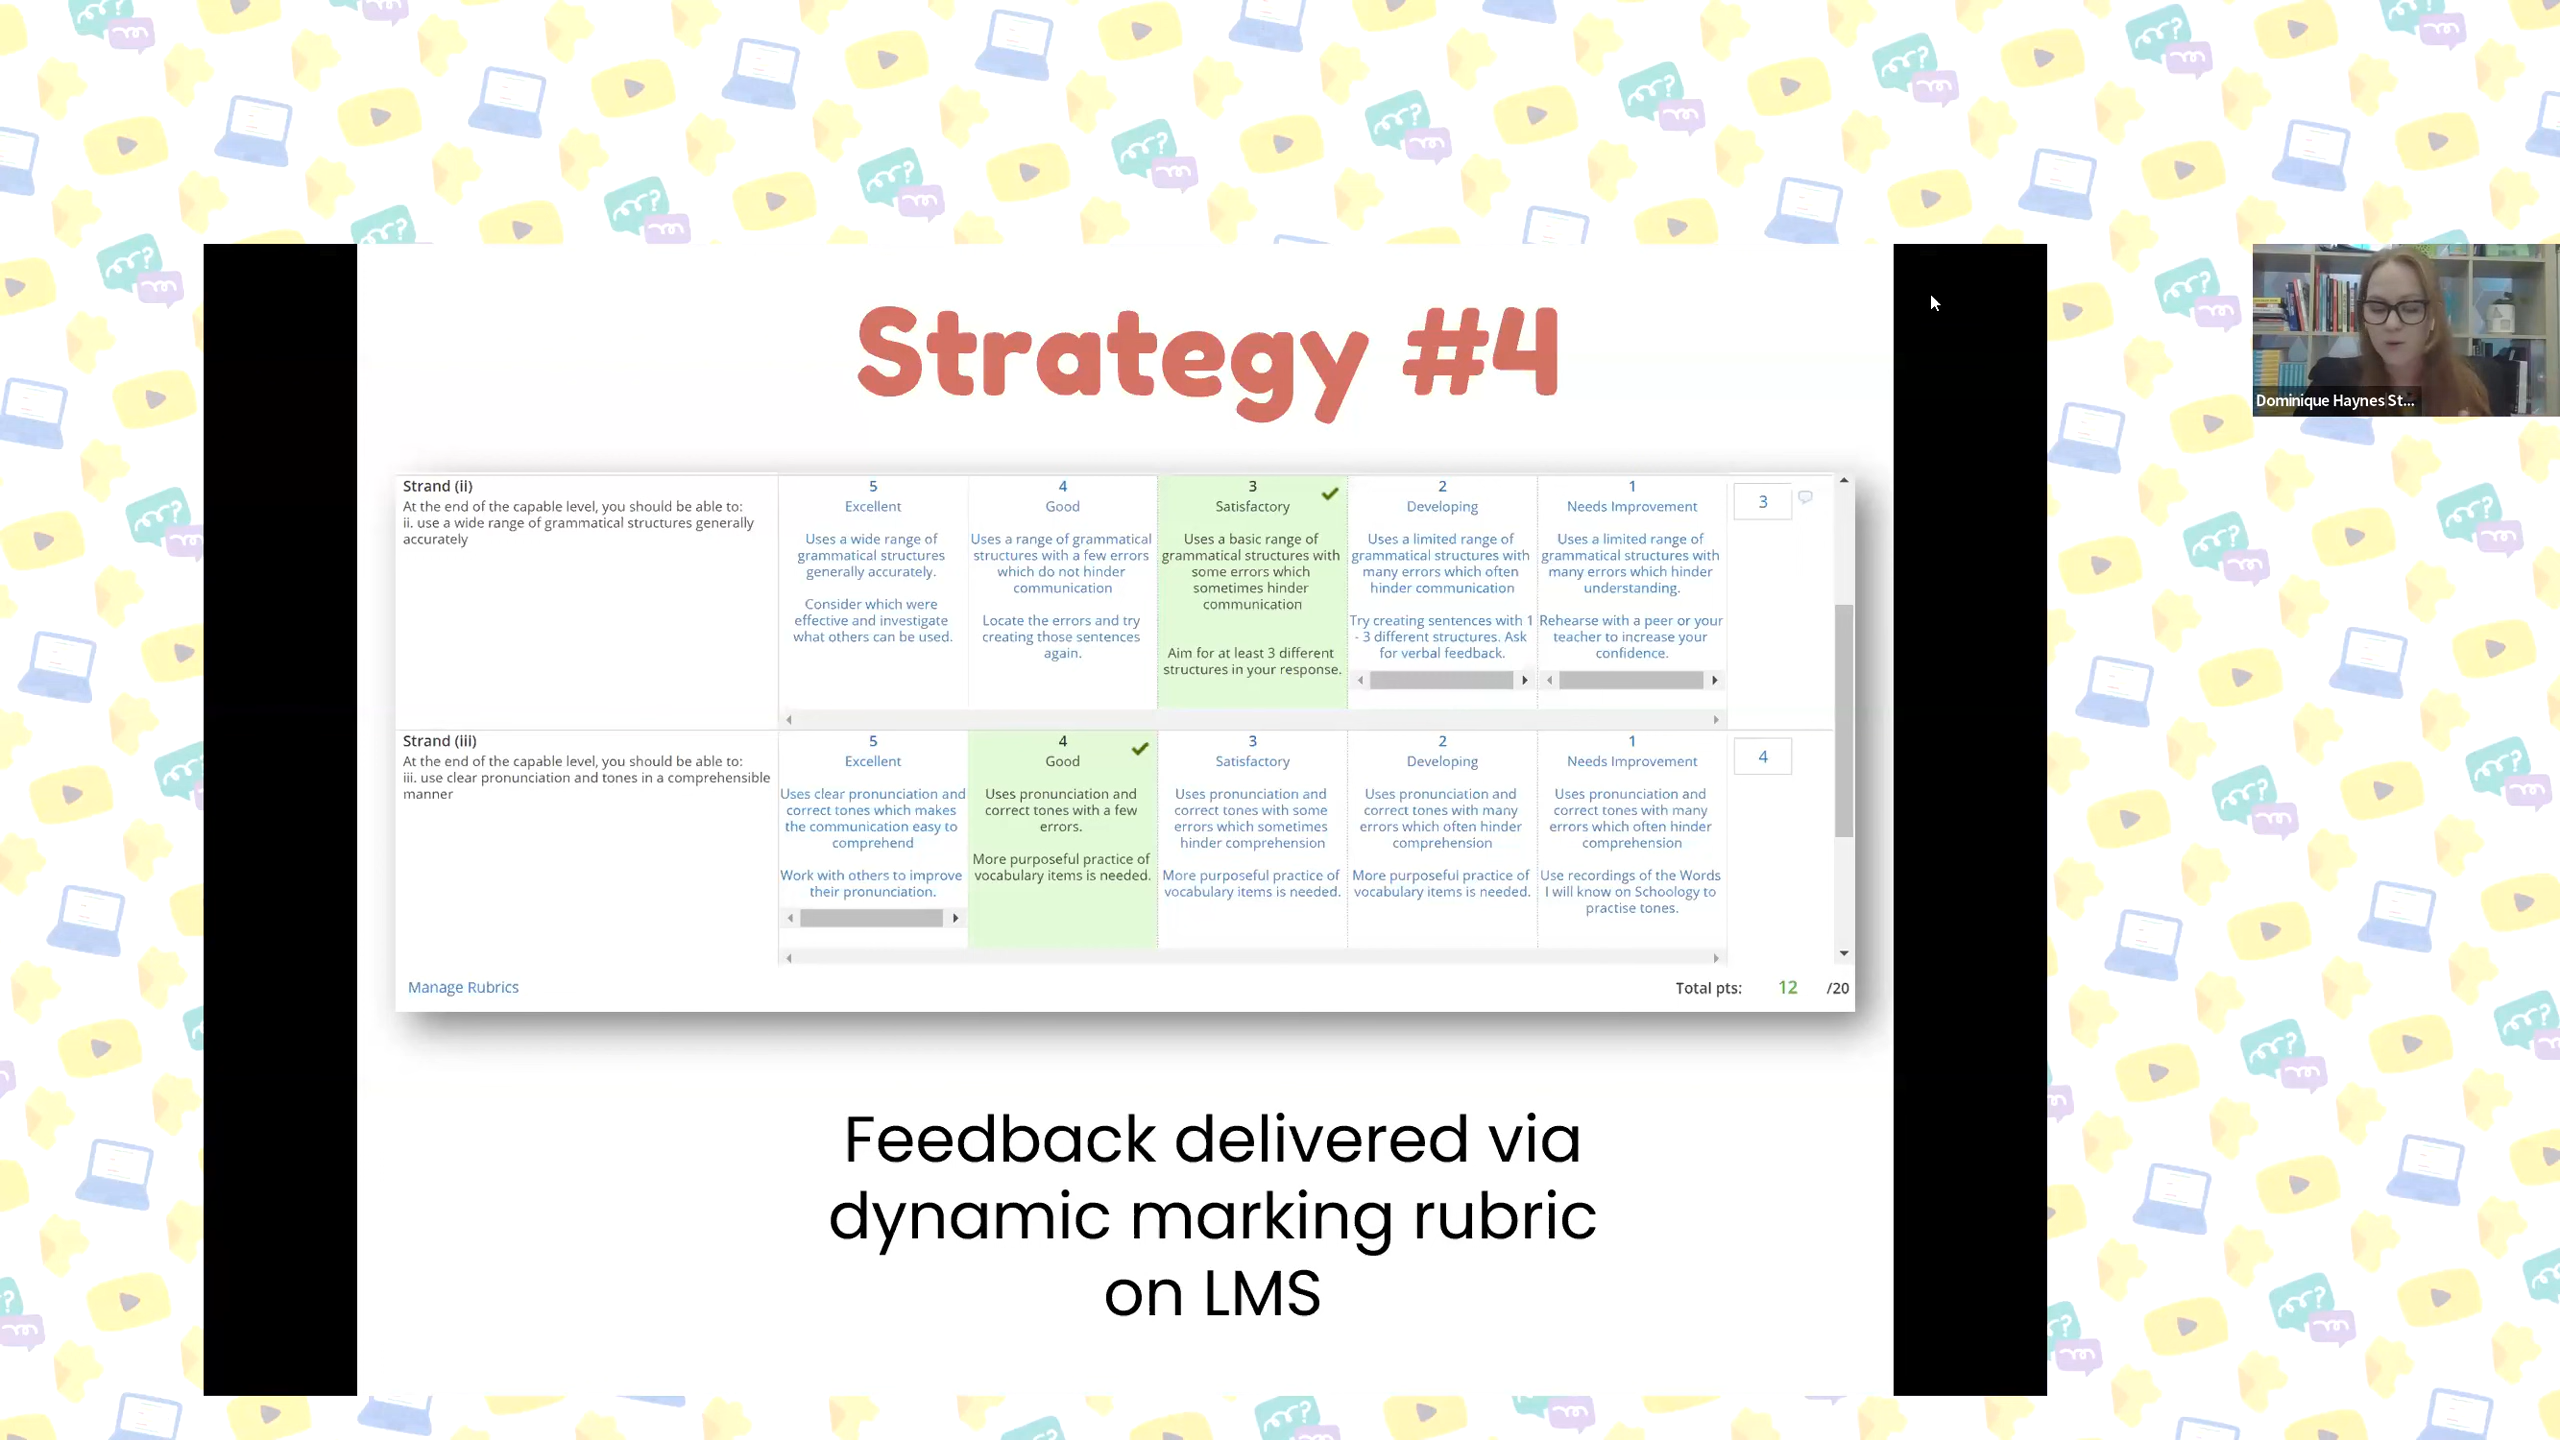 Strategy #4
Strand (ii)
At the end of the capable level, you should be able to:
ii. use a wide range of grammatical structures generally
accurately
5
Excellent
Uses a wide range of
grammatical structures
generally accurately.
Consider which were
effective and investigate
what others can be used.
4
Good
Uses a range of grammatical
structures with a few errors
which do not hinder
communication
Locate the errors and try
creating those sentences
again.
3
Satisfactory
Uses a basic range of
grammatical structures with
some errors which
sometimes hinder
communication
Aim for at least 3 different
structures in your response.
2
Developing
Uses a limited range of
grammatical structures with
many errors which often
hinder communication
Try creating sentences with 1
- 3 different structures. Ask
for verbal feedback.
1
Needs Improvement
Uses a limited range of
grammatical structures with
many errors which hinder
understanding.
Rehearse with a peer or your
teacher to increase your
confidence.
3
Strand (iii)
At the end of the capable level, you should be able to:
iii. use clear pronunciation and tones in a comprehensible
manner
5
Excellent
Uses clear pronunciation and
correct tones which makes
the communication easy to
comprehend
Work with others to improve
their pronunciation.
4
Good
Uses pronunciation and
correct tones with a few
errors.
More purposeful practice of
vocabulary items is needed.
3
Satisfactory
Uses pronunciation and
correct tones with some
errors which sometimes
hinder comprehension
More purposeful practice of
vocabulary items is needed.
2
Developing
Uses pronunciation and
correct tones with many
errors which often hinder
comprehension
More purposeful practice of
vocabulary items is needed.
1
Needs Improvement
Uses pronunciation and
correct tones with many
errors which often hinder
comprehension
Use recordings of the Words
I will know on Schoology to
practise tones.
4
Manage Rubrics
Total pts: 12 /20
Feedback delivered via
dynamic marking rubric
on LMS
Dominique Haynes St...